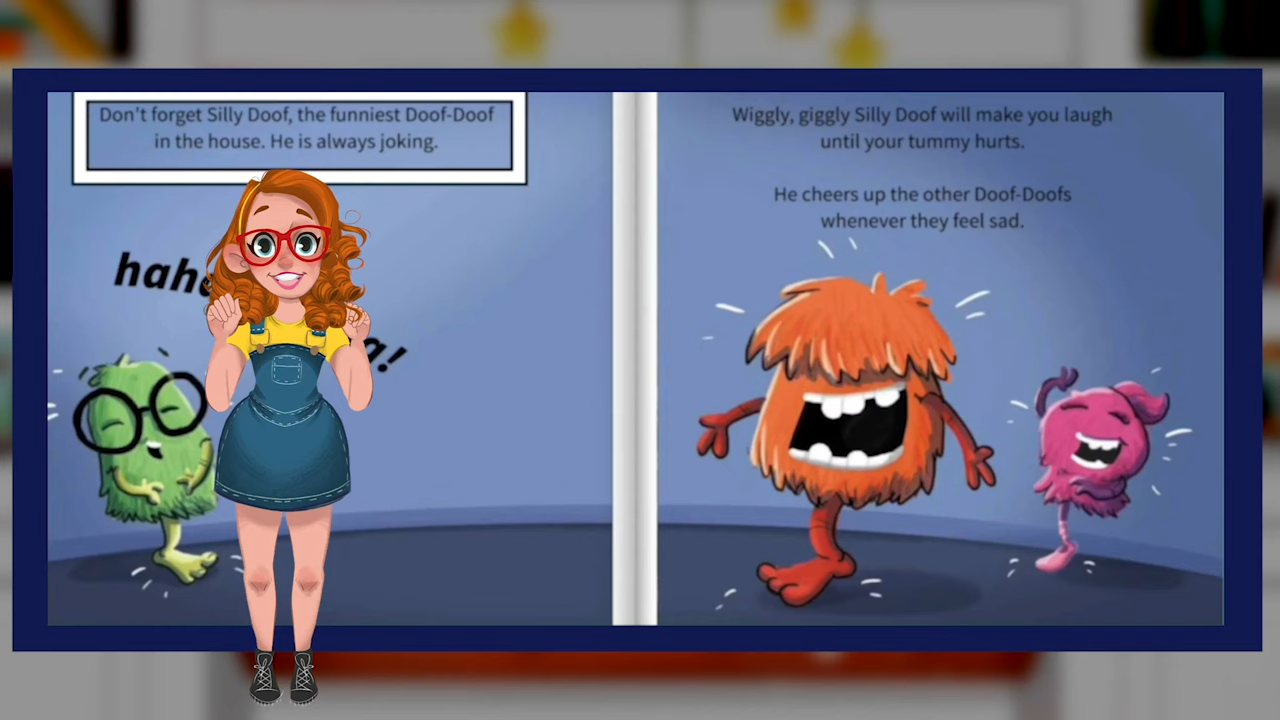 Don't forget Silly Doof, the funniest Doof-Doof
in the house. He is always joking.
Wiggly, giggly Silly Doof will make you laugh
until your tummy hurts.
He cheers up the other Doof-Doofs
whenever they feel sad.